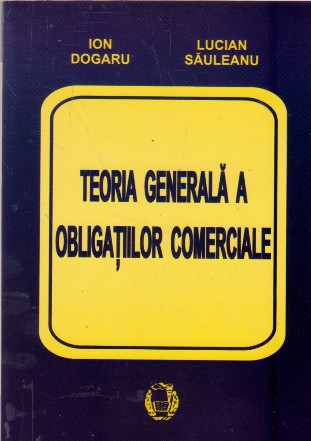 ION DOGARU
LUCIAN SĂULEANU
TEORIA GENERALĂ A
OBLIGAȚIILOR COMERCIALE